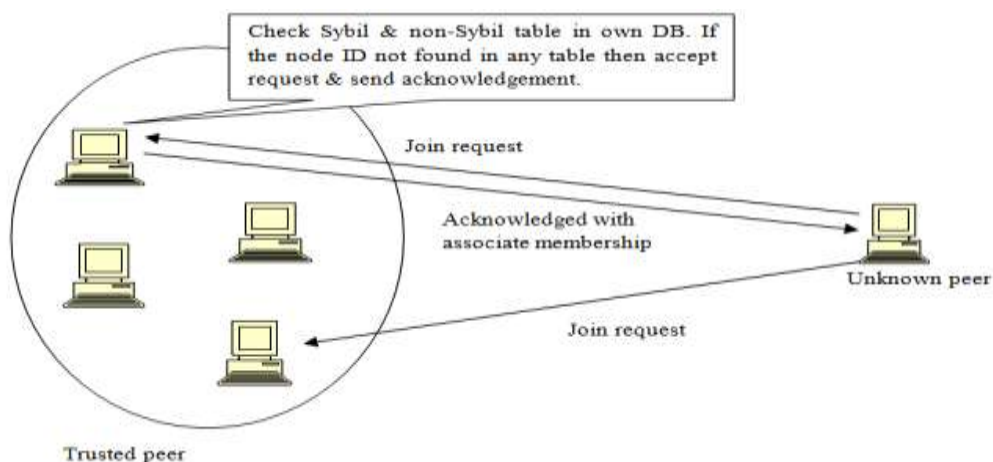 Check Sybil & non-Sybil table in own DB. If
the node ID not found in any table then accept
request & send acknowledgement.
Join request
Acknowledged with
associate membership
Unknown peer
Join request
Trusted peer